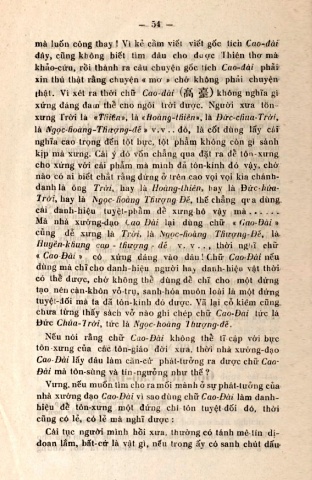 — 54 —
mà luôn công thay ! Vì kẻ cầm viết viết gốc tích Cao-đài
đây, cũng không biết tìm đâu cho được Thiên thơ mà
khảo-cứu, rồi thành ra câu chuyện gốc tích Cao-đài phải
xin thú thật rằng chuyện « mơ » chớ không phải chuyện
thật. Vì xét ra thời chữ Cao-đài (高臺) không nghĩa gì
xứng đáng đam thế cho ngôi trời được. Người xưa tôn-
xưng Trời là «Thiên», là «Hoàng-thiên», là Đức-chúa-Trời,
là Ngọc-hoàng-Thượng-đế » v.v.. đó, là cốt dùng lấy cái
nghĩa cao trọng đến tột bực, tột phẩm không còn gì sánh
kịp mà xưng. Cái ý đó vốn chẳng qua đặt ra để tôn-xưng
cho xứng với cái phẩm mà mình đã tôn-kính đó vậy, chớ
nào có ai biết chắt rằng đứng ở trên cao vọi vọi kia chánh-
danh là ông Trời, hay là Hoàng-thiên, hay là Đức-húa-
Trời, hay là Ngọc-hoàng Thượng Đế, thế chẳng qua dùng
cái danh-hiệu tuyệt-phẩm để xưng-hô vậy mà......
Mà nhà xướng-đạo Cao Đài lại dùng chữ « Cao-Đài »
cũng để xưng là Trời, là Ngọc-hoàng Thượng-đế, là
Huyền-khung cao - thượng - đế v. v... thời nghĩ chữ
« Cao Đài » có xứng đáng vào đâu ! Chữ Cao-Đài nếu
dùng mà chỉ cho danh-hiệu người hay danh-hiệu vật thời
có thể được, chớ không thể dùng để chỉ cho một đứng
tạo nên càn-khôn võ-trụ, sanh-hóa muôn loài là một đứng
tuyệt-đối mà ta đã tôn-kính đó được. Vả lại cổ kiêm cũng
chưa từng thấy sách vở nào ghi chép chữ Cao-Đài tức là
Đức Chúa-Trời, tức là Ngọc-hoàng Thượng-đế.
Nếu nói rằng chữ Cao-Đài không thể tỉ cập với bực
tôn-xưng của các tôn-giáo đời xưa, thời nhà xướng-đạo
Cao-Đài lấy đâu làm căn-cứ phát-tưởng ra được chữ Cao-
Đài mà tôn-sùng và tín-ngưỡng như thế ?
Vưng, nếu muốn tìm cho ra mối mành ở sự phát-tưởng của
nhà xướng đạo Cao-Đài vì sao dùng chữ Cao-Đài làm danh-
hiệu để tôn-xưng một đứng chí tôn tuyệt đối đó, thời
cũng có lẽ, có lẽ mà nghĩ được :
Cái tục người mình hồi xưa, thường có tánh mê-tín dị-
đoan lắm, bất-cứ là vật gì, nếu trong ấy có sanh chút dấu